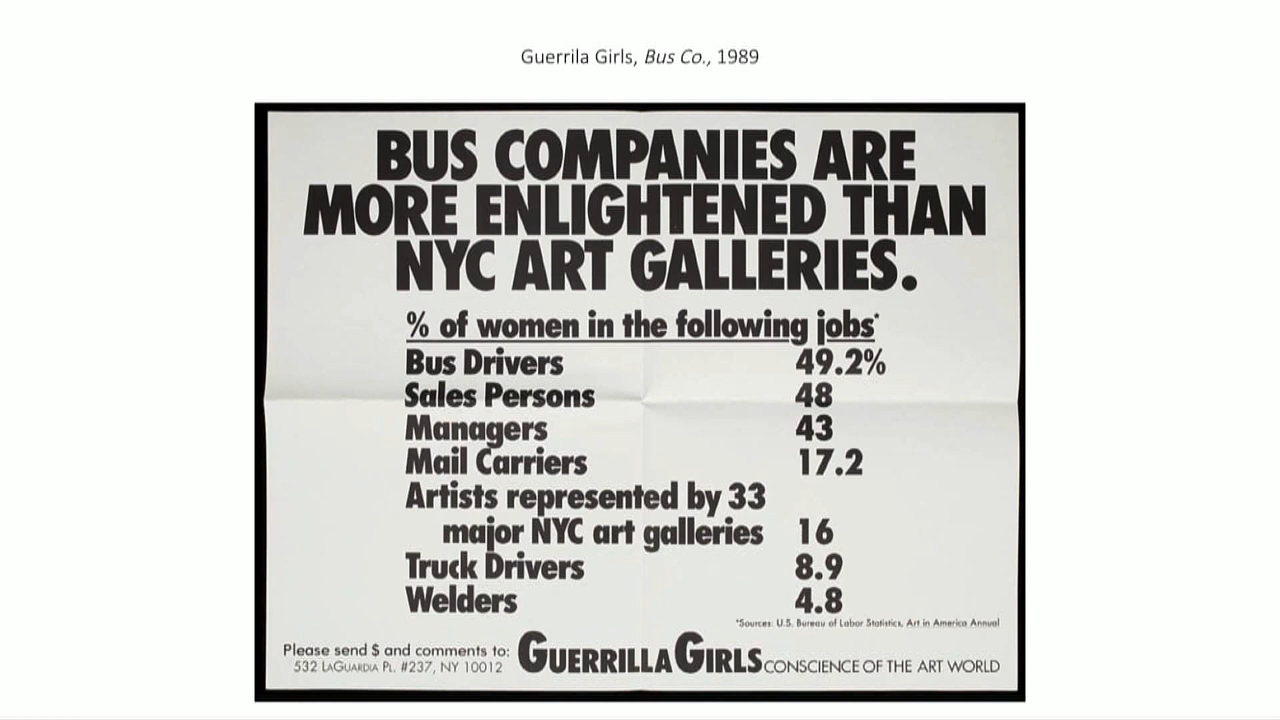 Guerrila Girls, Bus Co., 1989
BUS COMPANIES ARE
MORE ENLIGHTENED THAN
NYC ART GALLERIES.
% of women in the following jobs*
Bus Drivers 49.2%
Sales Persons 48
Managers 43
Mail Carriers 17.2
Artists represented by 33
major NYC art galleries 16
Truck Drivers 8.9
Welders 4.8
*Sources: U.S. Bureau of Labor Statistics, Art in America Annual
Please send $ and comments to:
532 LAGUARDIA PL. #237, NY 10012
GUERRILLA GIRLS CONSCIENCE OF THE ART WORLD